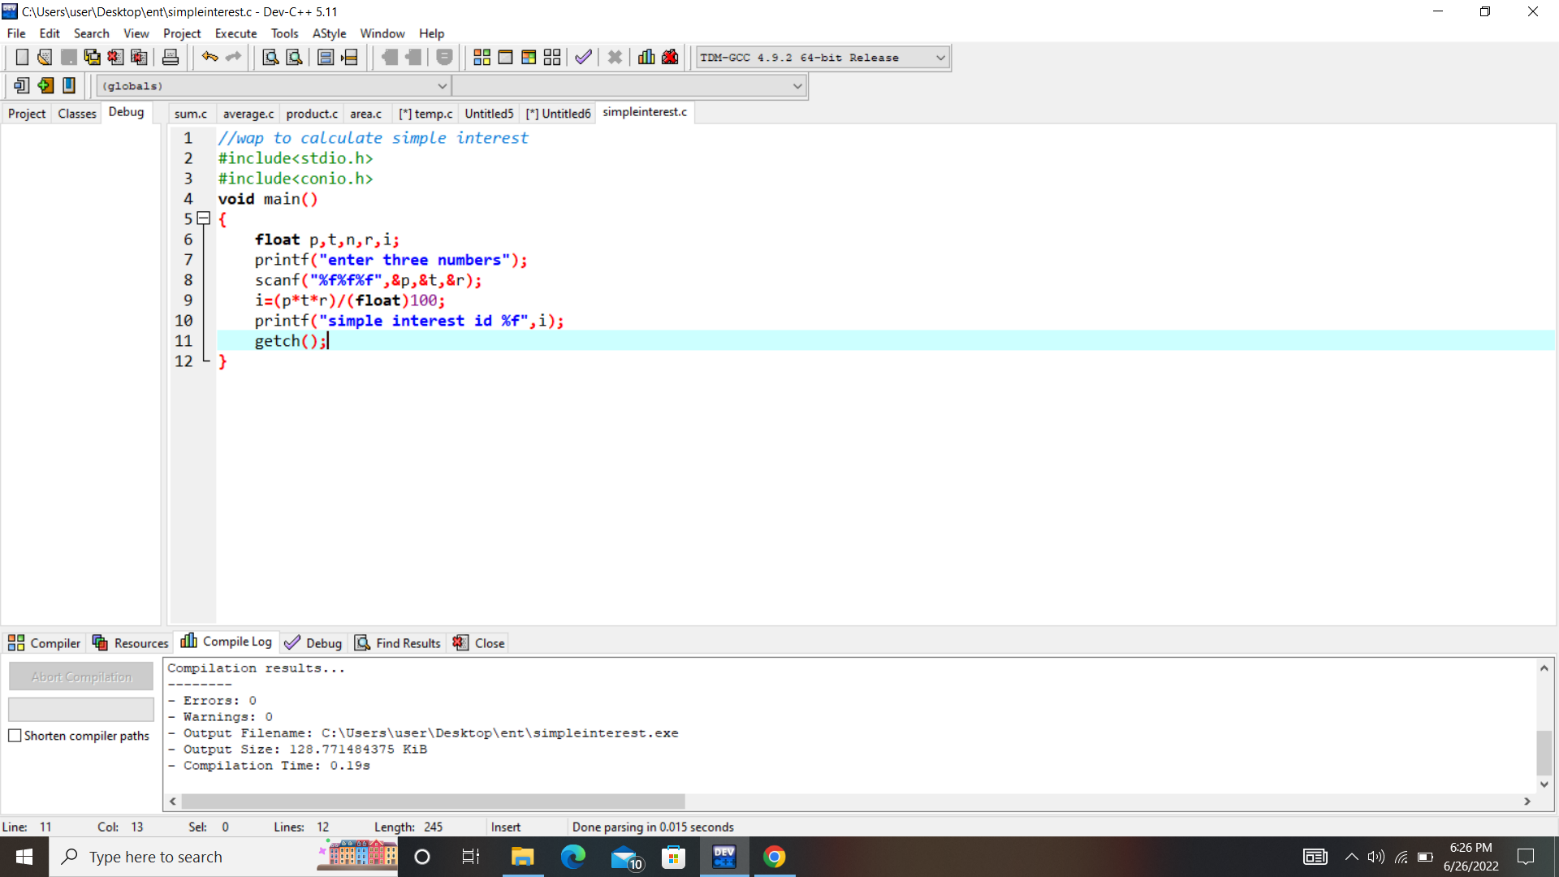 C:\Users\user\Desktop\ent\simpleinterest.c - Dev-C++ 5.11
File Edit Search View Project Execute Tools AStyle Window Help
TDM-GCC 4.9.2 64-bit Release
(globals)
Project Classes Debug sum.c average.c product.c area.c [*] temp.c Untitled5 [*] Untitled6 simpleinterest.c
1 //wap to calculate simple interest
2 #include<stdio.h>
3 #include<conio.h>
4 void main()
5 {
6 float p,t,n,r,i;
7 printf("enter three numbers");
8 scanf("%f%f%f",&p,&t,&r);
9 i=(p*t*r)/(float)100;
10 printf("simple interest id %f",i);
11 getch();
12 }
Compiler Resources Compile Log Debug Find Results Close
Abort Compilation
Shorten compiler paths
Compilation results...
--------
- Errors: 0
- Warnings: 0
- Output Filename: C:\Users\user\Desktop\ent\simpleinterest.exe
- Output Size: 128.771484375 KiB
- Compilation Time: 0.19s
Line: 11 Col: 13 Sel: 0 Lines: 12 Length: 245 Insert Done parsing in 0.015 seconds
Type here to search
10
DEV
6:26 PM
6/26/2022